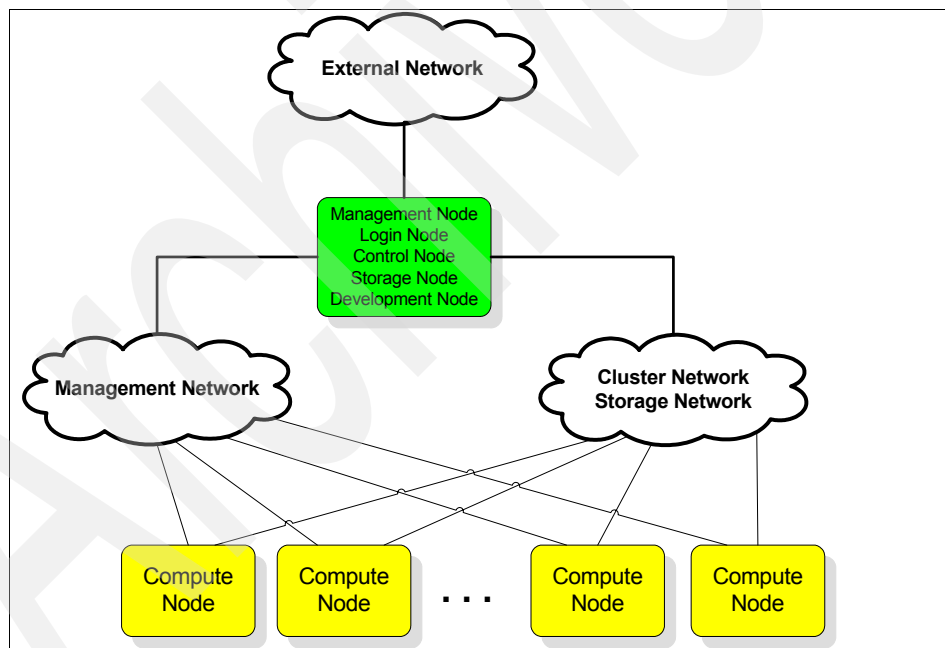 External Network
Management Node
Login Node
Control Node
Storage Node
Development Node
Management Network
Cluster Network
Storage Network
Compute
Node
Compute
Node
. . .
Compute
Node
Compute
Node
Archivo